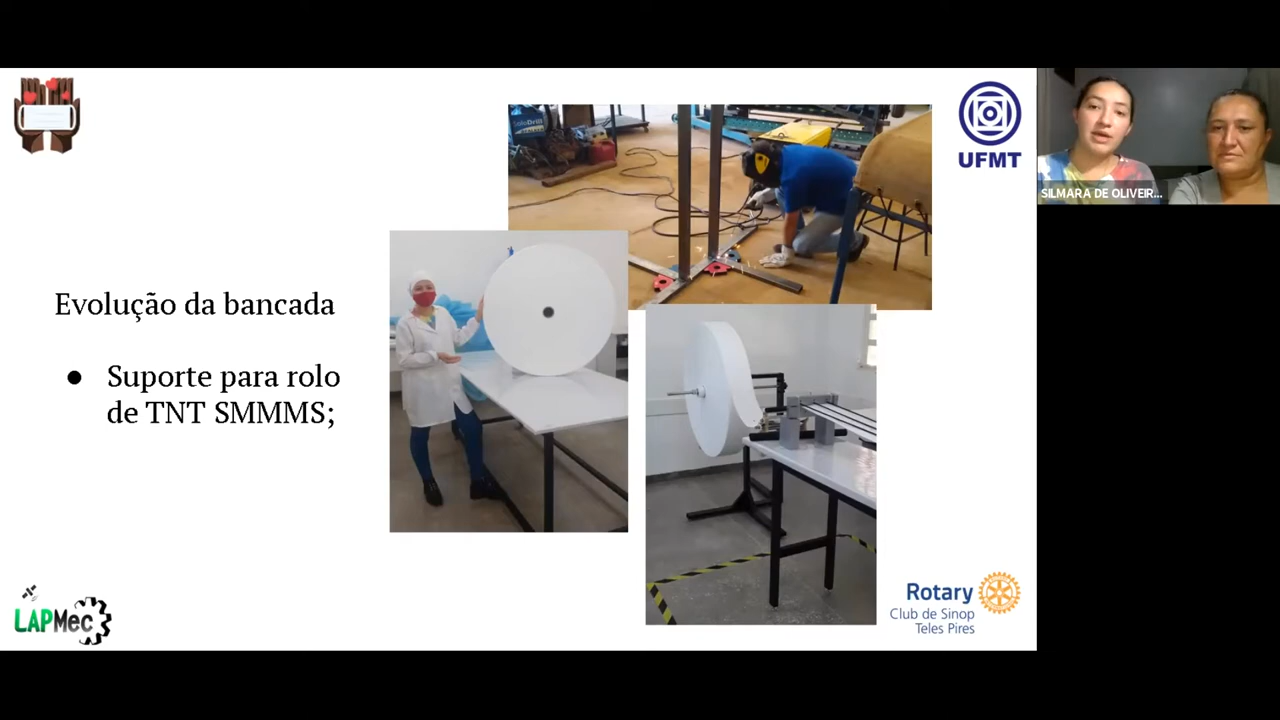 UFMT
SILMARA DE OLIVEIR...
Evolução da bancada
● Suporte para rolo
de TNT SMMMS;
LAPMec
Rotary
Club de Sinop
Teles Pires